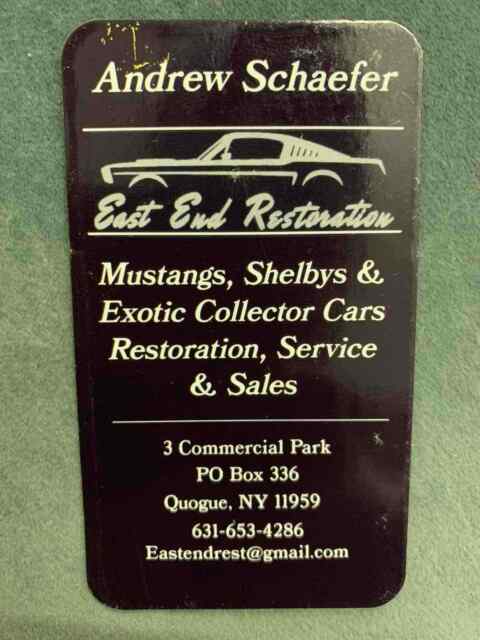 Andrew Schaefer
East End Restoration
Mustangs, Shelbys &
Exotic Collector Cars
Restoration, Service
& Sales
3 Commercial Park
PO Box 336
Quogue, NY 11959
631-653-4286
Eastendrest@gmail.com